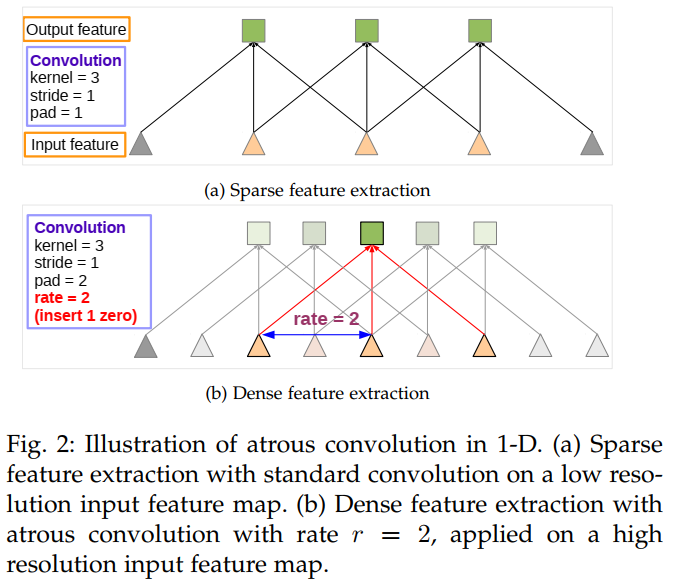 Output feature
Convolution
kernel = 3
stride = 1
pad = 1
Input feature
(a) Sparse feature extraction
Convolution
kernel = 3
stride = 1
pad = 2
rate = 2
(insert 1 zero)
rate = 2
(b) Dense feature extraction
Fig. 2: Illustration of atrous convolution in 1-D. (a) Sparse
feature extraction with standard convolution on a low reso-
lution input feature map. (b) Dense feature extraction with
atrous convolution with rate r = 2, applied on a high
resolution input feature map.